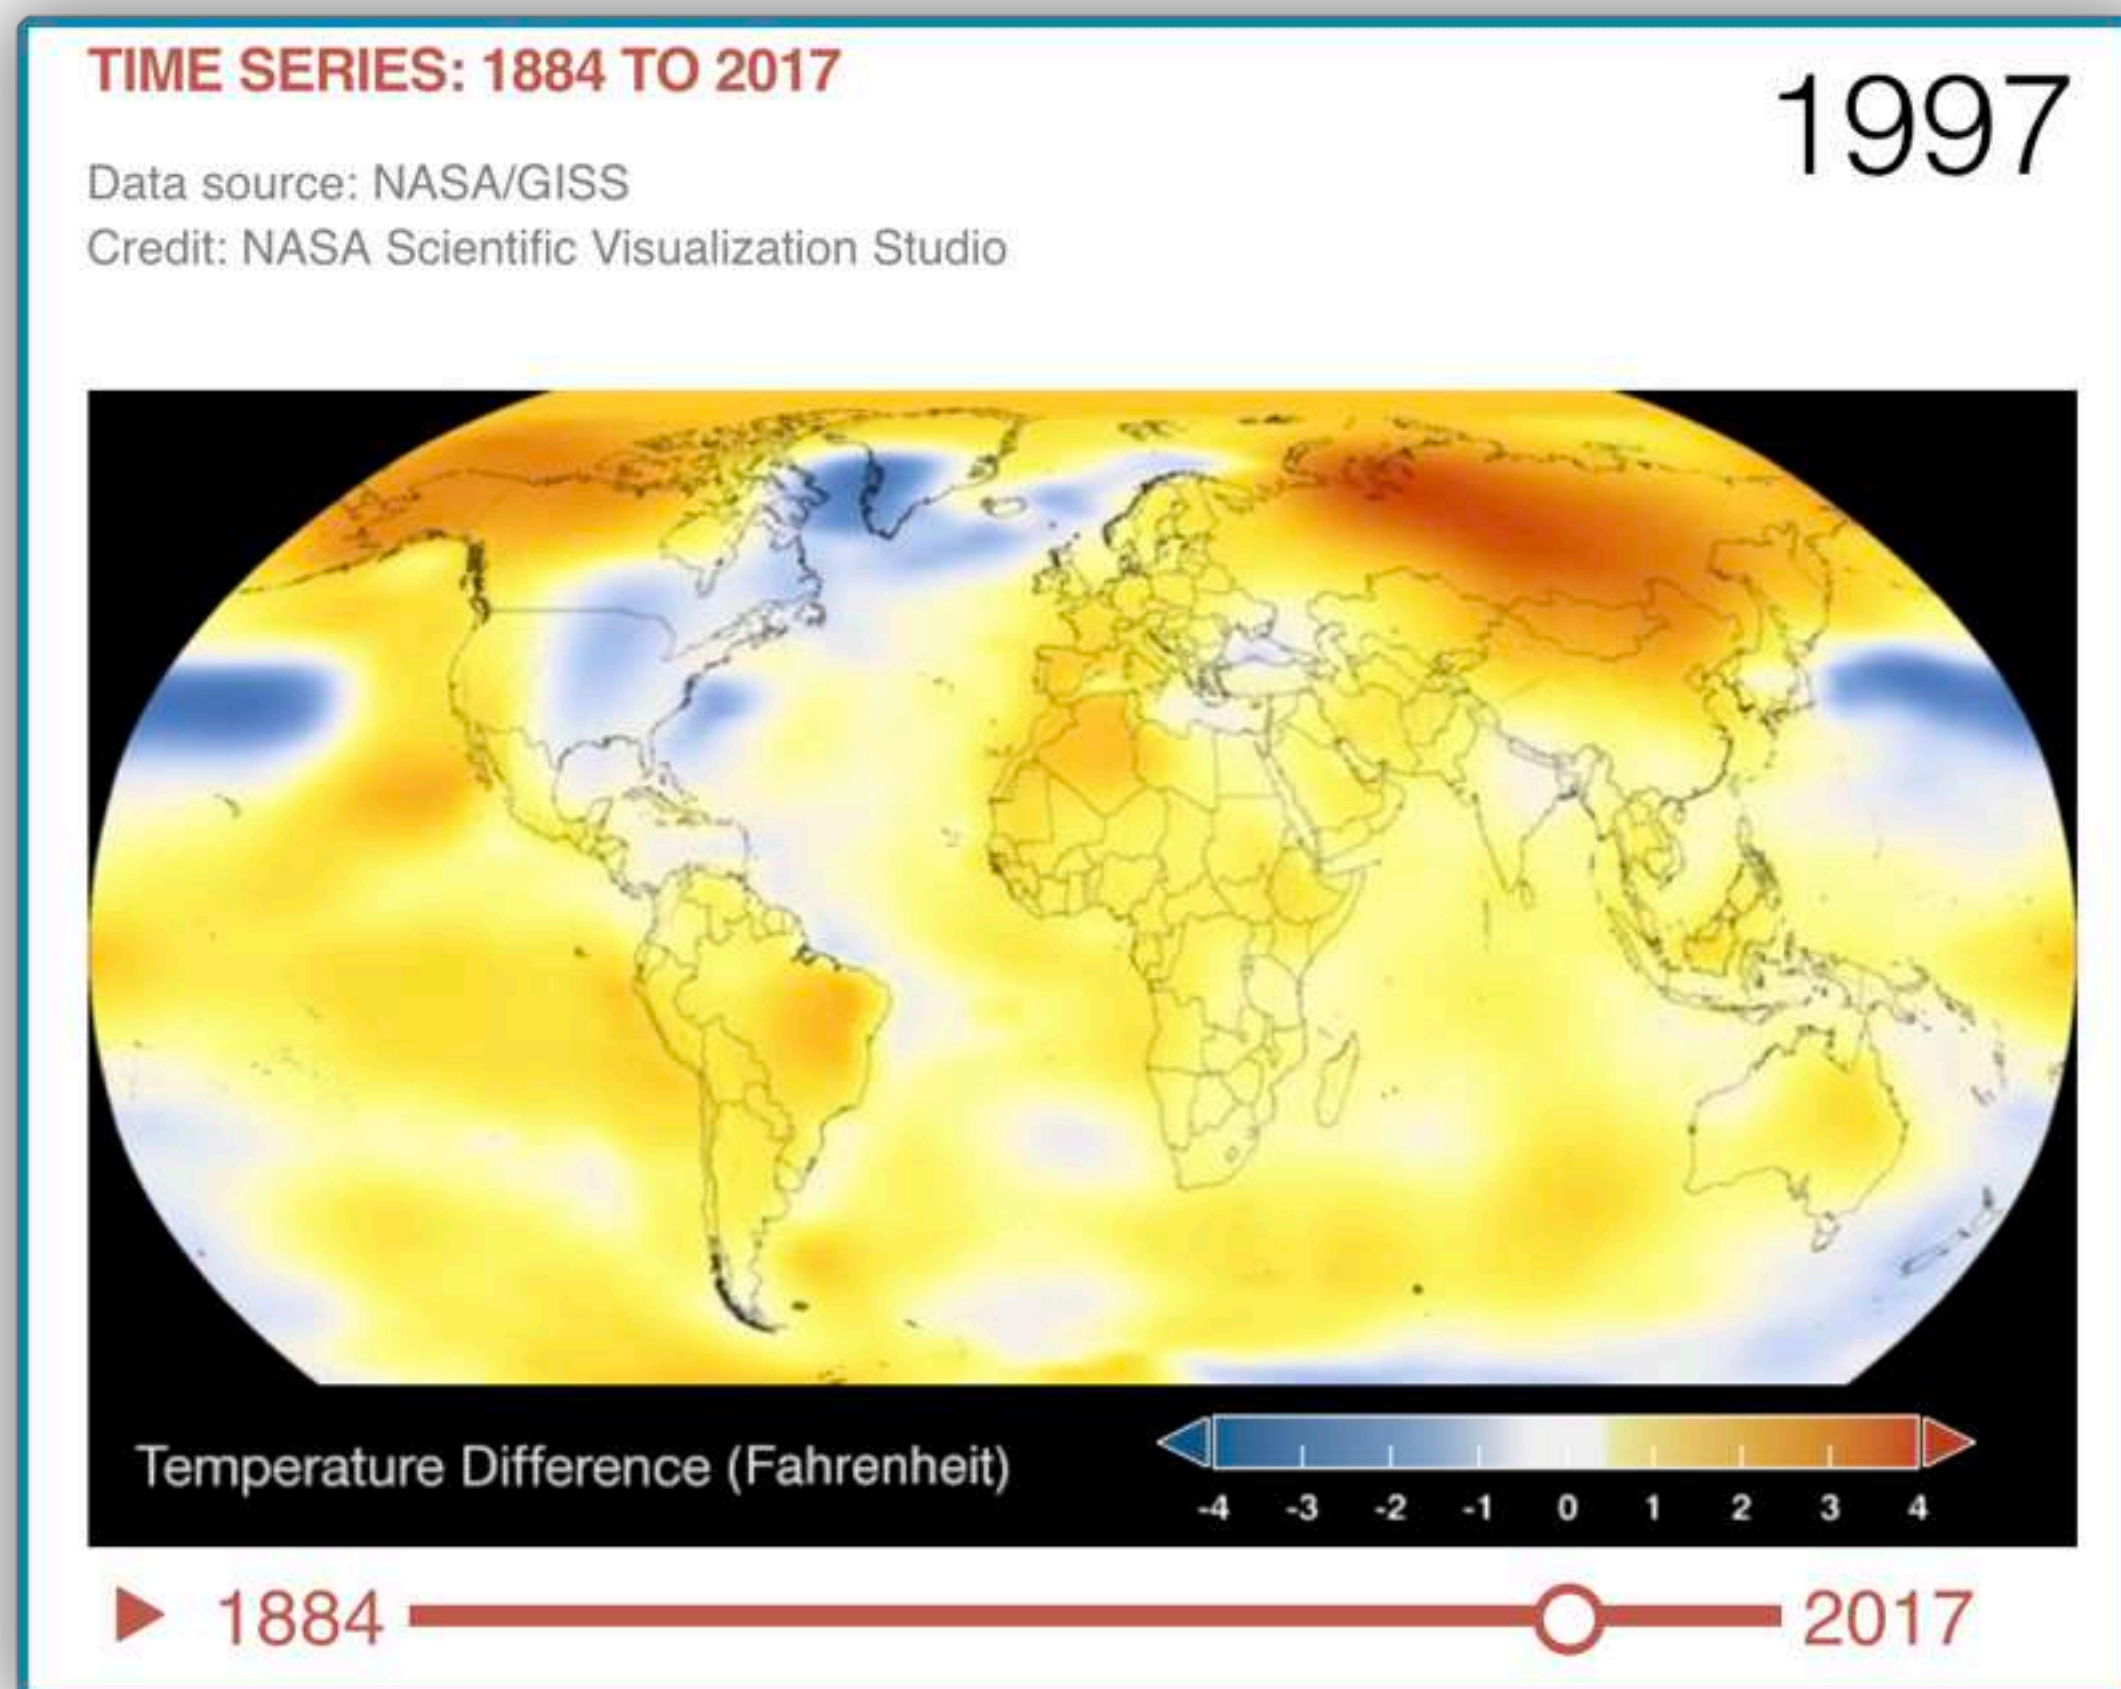 TIME SERIES: 1884 TO 2017
1997
Data source: NASA/GISS
Credit: NASA Scientific Visualization Studio
Temperature Difference (Fahrenheit)
-4 -3 -2 -1 0 1 2 3 4
1884 2017